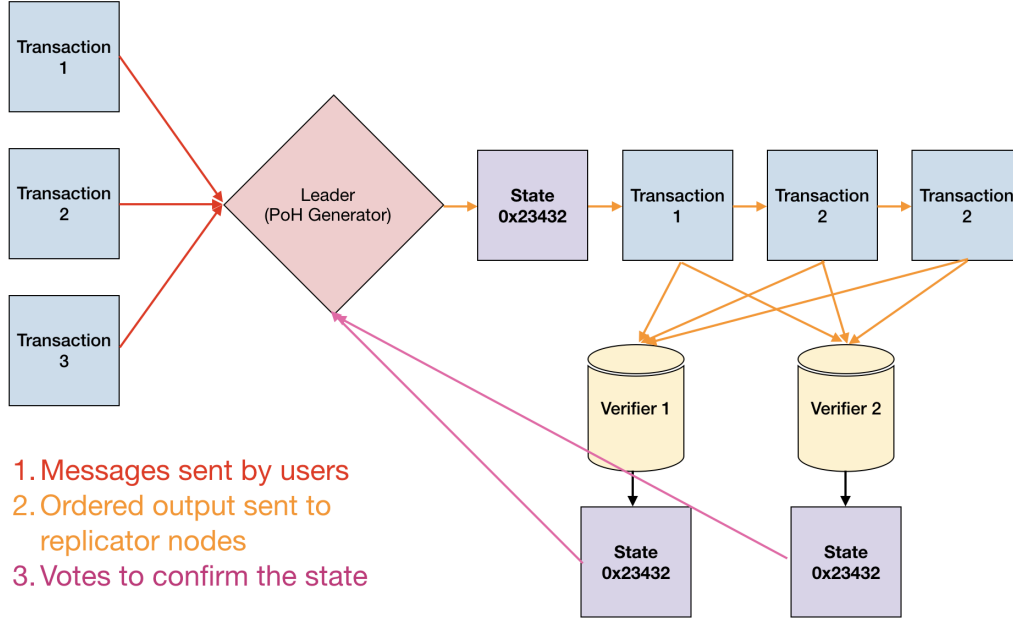 Transaction
1
Transaction
2
Transaction
3
Leader
(PoH Generator)
State
0x23432
Transaction
1
Transaction
2
Transaction
2
Verifier 1
Verifier 2
State
0x23432
State
0x23432
1. Messages sent by users
2. Ordered output sent to
replicator nodes
3. Votes to confirm the state